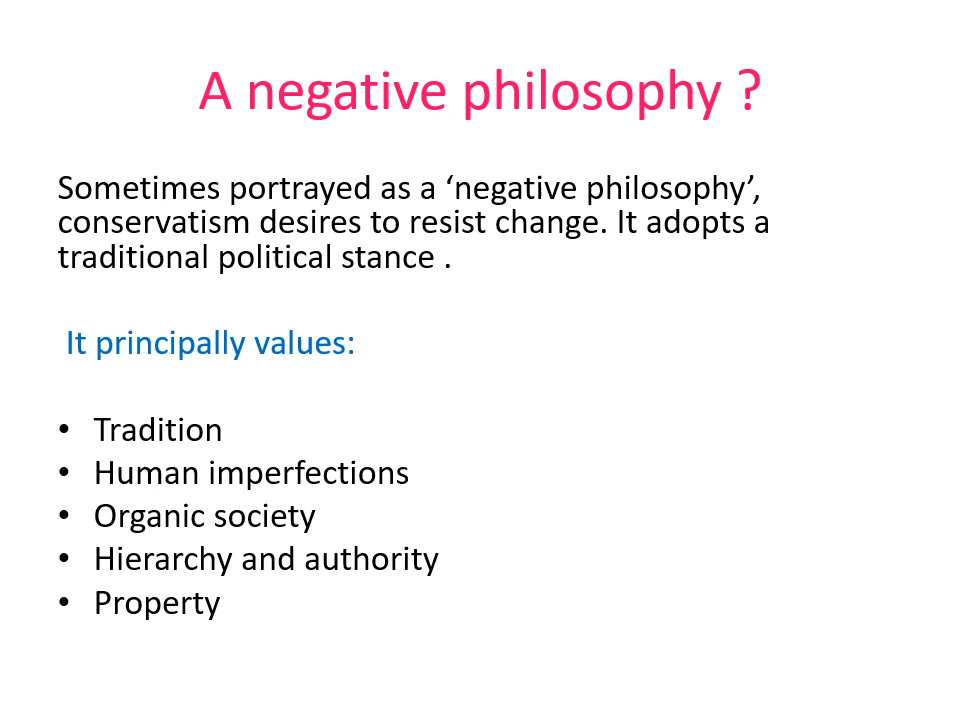 A negative philosophy ?
Sometimes portrayed as a ‘negative philosophy’,
conservatism desires to resist change. It adopts a
traditional political stance .
It principally values:
• Tradition
• Human imperfections
• Organic society
• Hierarchy and authority
• Property